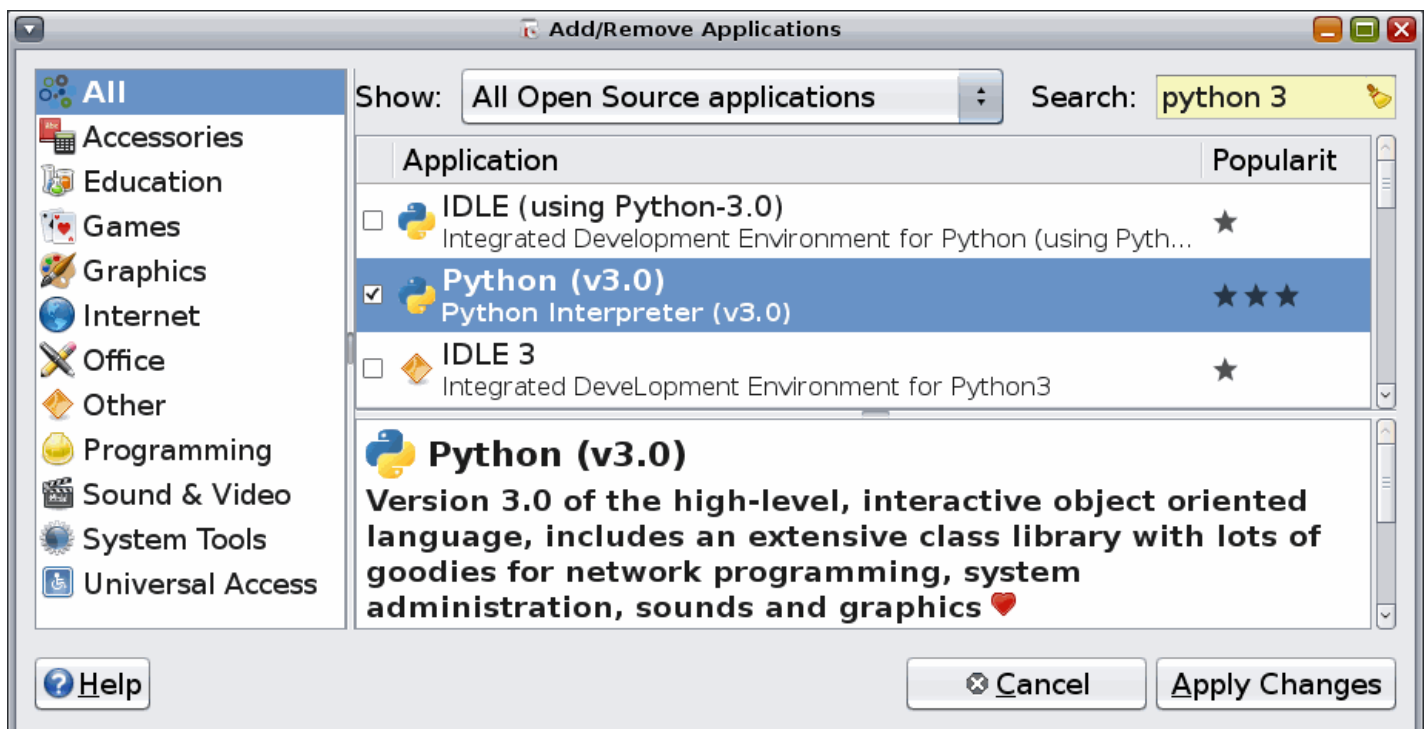 Add/Remove Applications
All
Accessories
Education
Games
Graphics
Internet
Office
Other
Programming
Sound & Video
System Tools
Universal Access
Show: All Open Source applications Search: python 3
Application Popularit
IDLE (using Python-3.0)
Integrated Development Environment for Python (using Pyth...
Python (v3.0)
Python Interpreter (v3.0)
IDLE 3
Integrated DeveLopment Environment for Python3
Python (v3.0)
Version 3.0 of the high-level, interactive object oriented
language, includes an extensive class library with lots of
goodies for network programming, system
administration, sounds and graphics
Help Cancel Apply Changes